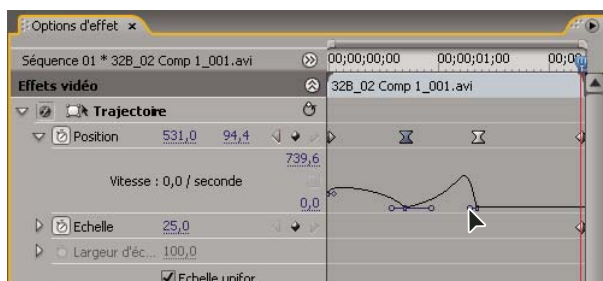 Options d'effet
Séquence 01 * 32B_02 Comp 1_001.avi 00;00;00;00 00;00;01;00 00;0
Effets vidéo 32B_02 Comp 1_001.avi
Trajectoire
Position 531,0 94,4
739,6
Vitesse : 0,0 / seconde
0,0
Echelle 25,0
Largeur d'éc... 100,0
Echelle unifor